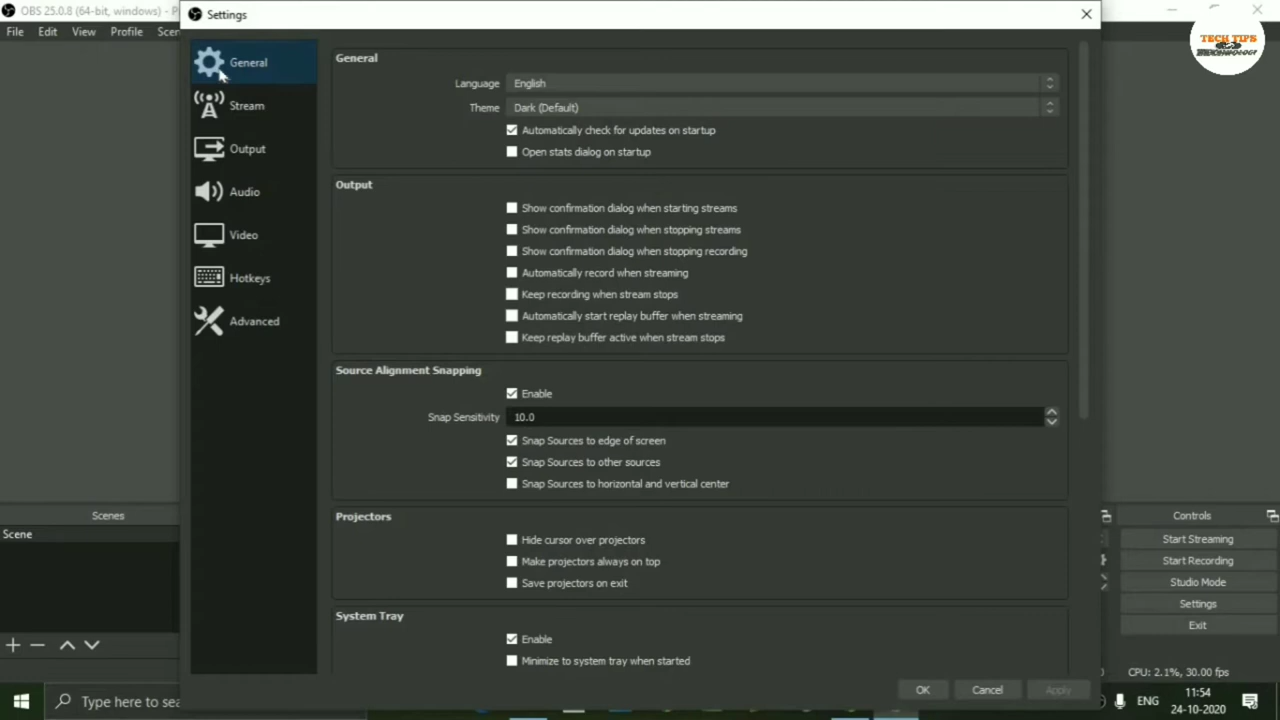 OBS 25.0.8 (64-bit, windows) - P
Settings
File Edit View Profile Scen
TECH TIPS
General
Stream
Output
Audio
Video
Hotkeys
Advanced
General
Language English
Theme Dark (Default)
Automatically check for updates on startup
Open stats dialog on startup
Output
Show confirmation dialog when starting streams
Show confirmation dialog when stopping streams
Show confirmation dialog when stopping recording
Automatically record when streaming
Keep recording when stream stops
Automatically start replay buffer when streaming
Keep replay buffer active when stream stops
Source Alignment Snapping
Enable
Snap Sensitivity 10.0
Snap Sources to edge of screen
Snap Sources to other sources
Snap Sources to horizontal and vertical center
Projectors
Hide cursor over projectors
Make projectors always on top
Save projectors on exit
System Tray
Enable
Minimize to system tray when started
OK Cancel Apply
Scenes
Scene
Controls
Start Streaming
Start Recording
Studio Mode
Settings
Exit
CPU: 2.1%, 30.00 fps
Type here to sea
ENG
11:54
24-10-2020